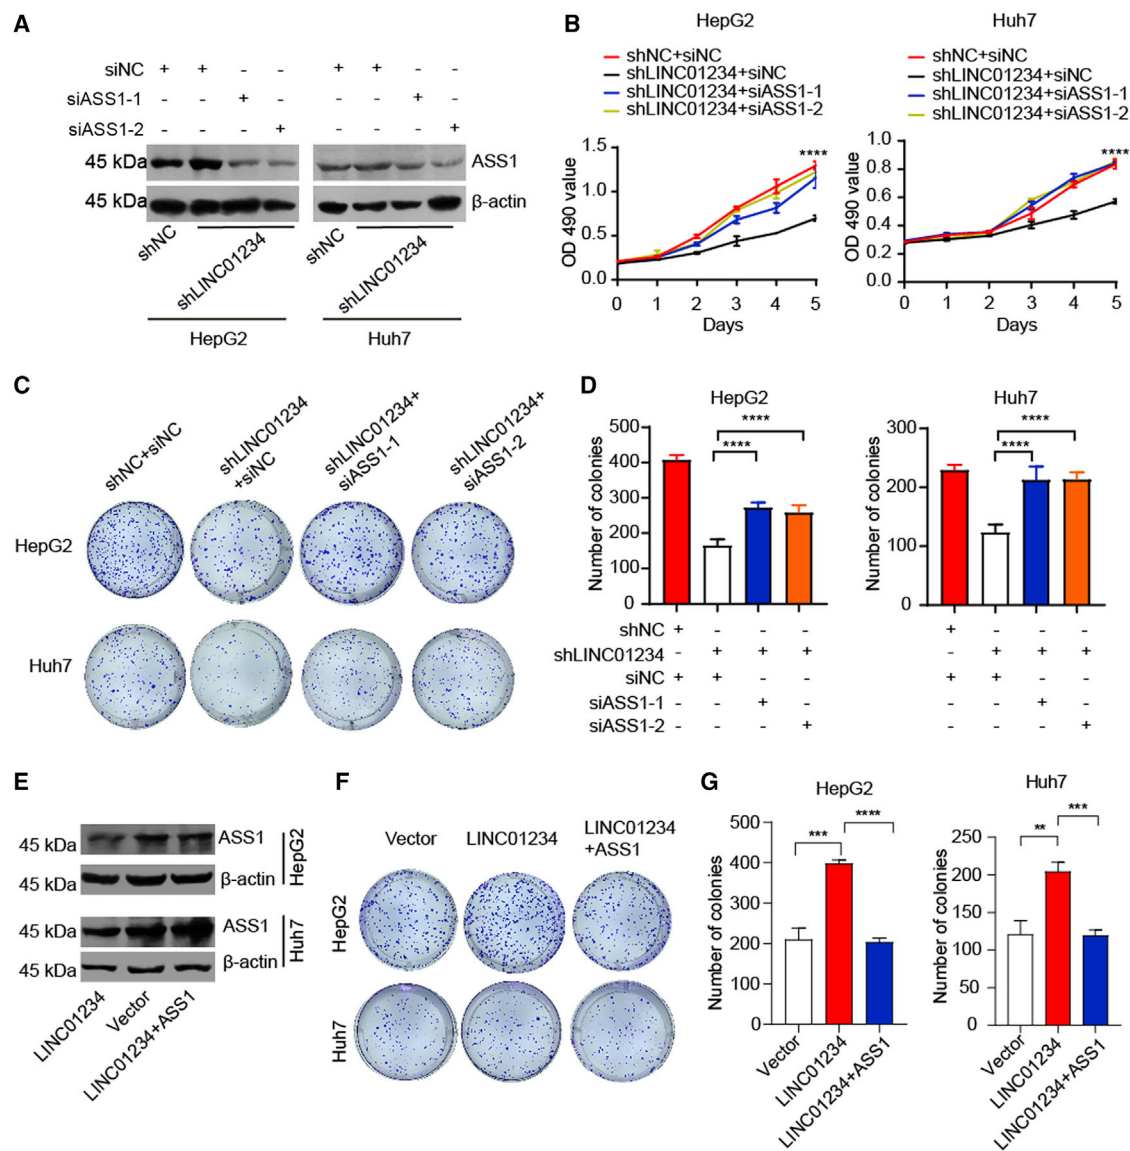 A
siNC + + - - + + - -
siASS1-1 - - + - - - + -
siASS1-2 - - - + - - - +
45 kDa ASS1
45 kDa β-actin
shNC
shLINC01234
shNC
shLINC01234
HepG2
Huh7
B
HepG2
shNC+siNC
shLINC01234+siNC
shLINC01234+siASS1-1
shLINC01234+siASS1-2
OD 490 value
1.5
1.0
0.5
0.0
****
0 1 2 3 4 5
Days
Huh7
shNC+siNC
shLINC01234+siNC
shLINC01234+siASS1-1
shLINC01234+siASS1-2
OD 490 value
1.0
0.8
0.6
0.4
0.2
0.0
****
0 1 2 3 4 5
Days
C
shNC+siNC
shLINC01234
+siNC
shLINC01234+
siASS1-1
shLINC01234+
siASS1-2
HepG2
Huh7
D
HepG2
Number of colonies
500
400
300
200
100
0
****
****
Huh7
Number of colonies
300
200
100
0
****
****
shNC + - - - + - - -
shLINC01234 - + + + - + + +
siNC + + - - + + - -
siASS1-1 - - + - - - + -
siASS1-2 - - - + - - - +
E
45 kDa ASS1
45 kDa β-actin
HepG2
45 kDa ASS1
45 kDa β-actin
Huh7
LINC01234
Vector
LINC01234+ASS1
F
Vector
LINC01234
LINC01234
+ASS1
HepG2
Huh7
G
HepG2
Number of colonies
500
400
300
200
100
0
***
****
Vector
LINC01234
LINC01234+ASS1
Huh7
Number of colonies
250
200
150
100
50
0
**
***
Vector
LINC01234
LINC01234+ASS1